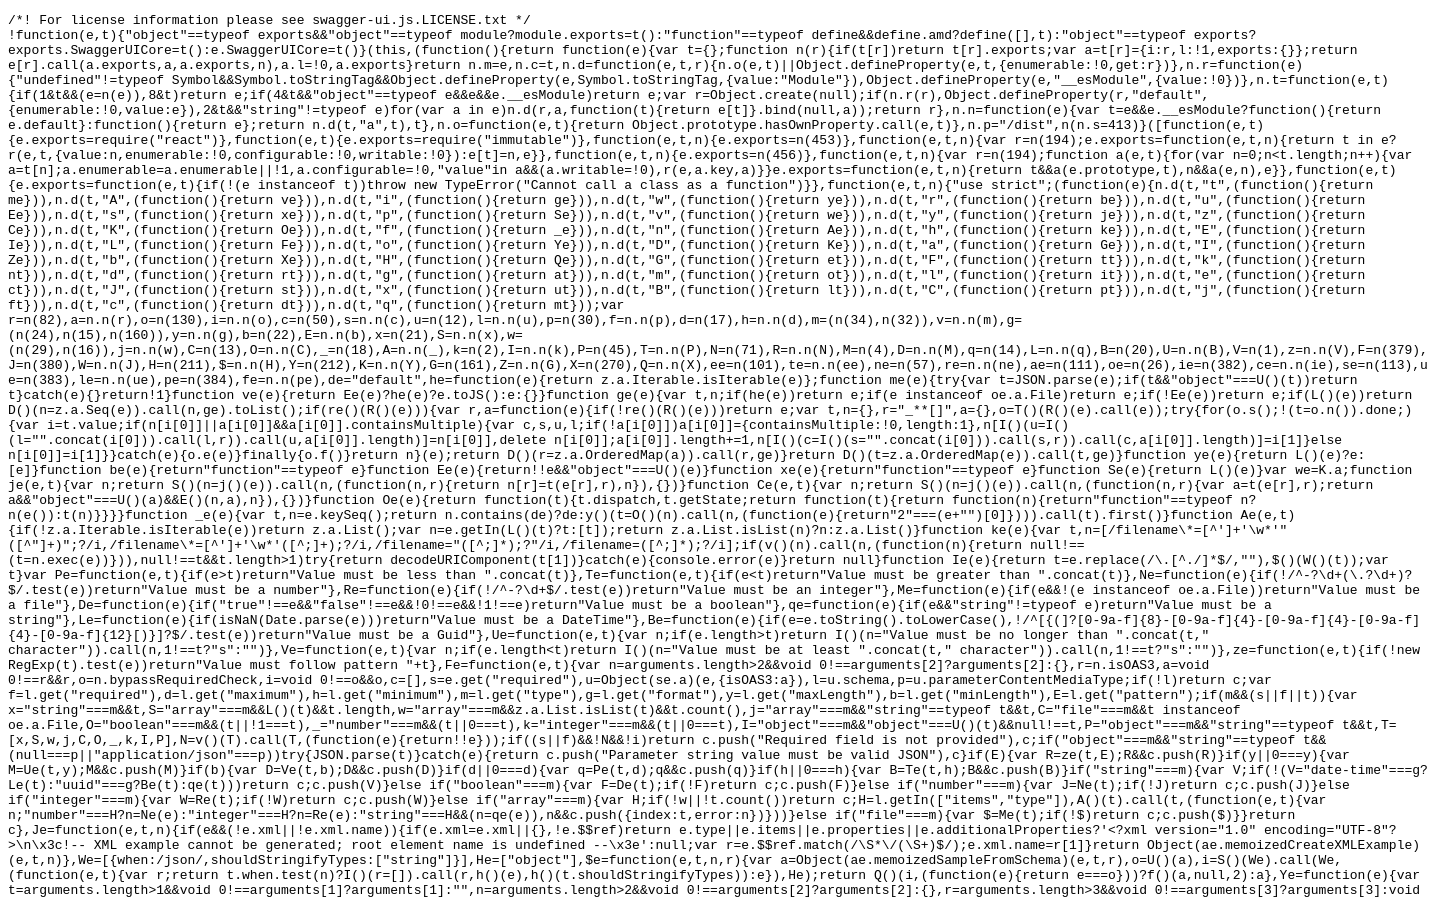 /*! For license information please see swagger-ui.js.LICENSE.txt */
!function(e,t){"object"==typeof exports&&"object"==typeof module?module.exports=t():"function"==typeof define&&define.amd?define([],t):"object"==typeof exports?
exports.SwaggerUICore=t():e.SwaggerUICore=t()}(this,(function(){return function(e){var t={};function n(r){if(t[r])return t[r].exports;var a=t[r]={i:r,l:!1,exports:{}};return
e[r].call(a.exports,a,a.exports,n),a.l=!0,a.exports}return n.m=e,n.c=t,n.d=function(e,t,r){n.o(e,t)||Object.defineProperty(e,t,{enumerable:!0,get:r})},n.r=function(e)
{"undefined"!=typeof Symbol&&Symbol.toStringTag&&Object.defineProperty(e,Symbol.toStringTag,{value:"Module"}),Object.defineProperty(e,"__esModule",{value:!0})},n.t=function(e,t)
{if(1&t&&(e=n(e)),8&t)return e;if(4&t&&"object"==typeof e&&e&&e.__esModule)return e;var r=Object.create(null);if(n.r(r),Object.defineProperty(r,"default",
{enumerable:!0,value:e}),2&t&&"string"!=typeof e)for(var a in e)n.d(r,a,function(t){return e[t]}.bind(null,a));return r},n.n=function(e){var t=e&&e.__esModule?function(){return
e.default}:function(){return e};return n.d(t,"a",t),t},n.o=function(e,t){return Object.prototype.hasOwnProperty.call(e,t)},n.p="/dist",n(n.s=413)}([function(e,t)
{e.exports=require("react")},function(e,t){e.exports=require("immutable")},function(e,t,n){e.exports=n(453)},function(e,t,n){var r=n(194);e.exports=function(e,t,n){return t in e?
r(e,t,{value:n,enumerable:!0,configurable:!0,writable:!0}):e[t]=n,e}},function(e,t,n){e.exports=n(456)},function(e,t,n){var r=n(194);function a(e,t){for(var n=0;n<t.length;n++){var
a=t[n];a.enumerable=a.enumerable||!1,a.configurable=!0,"value"in a&&(a.writable=!0),r(e,a.key,a)}}e.exports=function(e,t,n){return t&&a(e.prototype,t),n&&a(e,n),e}},function(e,t)
{e.exports=function(e,t){if(!(e instanceof t))throw new TypeError("Cannot call a class as a function")}},function(e,t,n){"use strict";(function(e){n.d(t,"t",(function(){return
me})),n.d(t,"A",(function(){return ve})),n.d(t,"i",(function(){return ge})),n.d(t,"w",(function(){return ye})),n.d(t,"r",(function(){return be})),n.d(t,"u",(function(){return
Ee})),n.d(t,"s",(function(){return xe})),n.d(t,"p",(function(){return Se})),n.d(t,"v",(function(){return we})),n.d(t,"y",(function(){return je})),n.d(t,"z",(function(){return
Ce})),n.d(t,"K",(function(){return Oe})),n.d(t,"f",(function(){return _e})),n.d(t,"n",(function(){return Ae})),n.d(t,"h",(function(){return ke})),n.d(t,"E",(function(){return
Ie})),n.d(t,"L",(function(){return Fe})),n.d(t,"o",(function(){return Ye})),n.d(t,"D",(function(){return Ke})),n.d(t,"a",(function(){return Ge})),n.d(t,"I",(function(){return
Ze})),n.d(t,"b",(function(){return Xe})),n.d(t,"H",(function(){return Qe})),n.d(t,"G",(function(){return et})),n.d(t,"F",(function(){return tt})),n.d(t,"k",(function(){return
nt})),n.d(t,"d",(function(){return rt})),n.d(t,"g",(function(){return at})),n.d(t,"m",(function(){return ot})),n.d(t,"l",(function(){return it})),n.d(t,"e",(function(){return
ct})),n.d(t,"J",(function(){return st})),n.d(t,"x",(function(){return ut})),n.d(t,"B",(function(){return lt})),n.d(t,"C",(function(){return pt})),n.d(t,"j",(function(){return
ft})),n.d(t,"c",(function(){return dt})),n.d(t,"q",(function(){return mt}));var
r=n(82),a=n.n(r),o=n(130),i=n.n(o),c=n(50),s=n.n(c),u=n(12),l=n.n(u),p=n(30),f=n.n(p),d=n(17),h=n.n(d),m=(n(34),n(32)),v=n.n(m),g=
(n(24),n(15),n(160)),y=n.n(g),b=n(22),E=n.n(b),x=n(21),S=n.n(x),w=
(n(29),n(16)),j=n.n(w),C=n(13),O=n.n(C),_=n(18),A=n.n(_),k=n(2),I=n.n(k),P=n(45),T=n.n(P),N=n(71),R=n.n(N),M=n(4),D=n.n(M),q=n(14),L=n.n(q),B=n(20),U=n.n(B),V=n(1),z=n.n(V),F=n(379),
J=n(380),W=n.n(J),H=n(211),$=n.n(H),Y=n(212),K=n.n(Y),G=n(161),Z=n.n(G),X=n(270),Q=n.n(X),ee=n(101),te=n.n(ee),ne=n(57),re=n.n(ne),ae=n(111),oe=n(26),ie=n(382),ce=n.n(ie),se=n(113),u
e=n(383),le=n.n(ue),pe=n(384),fe=n.n(pe),de="default",he=function(e){return z.a.Iterable.isIterable(e)};function me(e){try{var t=JSON.parse(e);if(t&&"object"===U()(t))return
t}catch(e){}return!1}function ve(e){return Ee(e)?he(e)?e.toJS():e:{}}function ge(e){var t,n;if(he(e))return e;if(e instanceof oe.a.File)return e;if(!Ee(e))return e;if(L()(e))return
D()(n=z.a.Seq(e)).call(n,ge).toList();if(re()(R()(e))){var r,a=function(e){if(!re()(R()(e)))return e;var t,n={},r="_**[]",a={},o=T()(R()(e).call(e));try{for(o.s();!(t=o.n()).done;)
{var i=t.value;if(n[i[0]]||a[i[0]]&&a[i[0]].containsMultiple){var c,s,u,l;if(!a[i[0]])a[i[0]]={containsMultiple:!0,length:1},n[I()(u=I()
(l="".concat(i[0])).call(l,r)).call(u,a[i[0]].length)]=n[i[0]],delete n[i[0]];a[i[0]].length+=1,n[I()(c=I()(s="".concat(i[0])).call(s,r)).call(c,a[i[0]].length)]=i[1]}else
n[i[0]]=i[1]}}catch(e){o.e(e)}finally{o.f()}return n}(e);return D()(r=z.a.OrderedMap(a)).call(r,ge)}return D()(t=z.a.OrderedMap(e)).call(t,ge)}function ye(e){return L()(e)?e:
[e]}function be(e){return"function"==typeof e}function Ee(e){return!!e&&"object"===U()(e)}function xe(e){return"function"==typeof e}function Se(e){return L()(e)}var we=K.a;function
je(e,t){var n;return S()(n=j()(e)).call(n,(function(n,r){return n[r]=t(e[r],r),n}),{})}function Ce(e,t){var n;return S()(n=j()(e)).call(n,(function(n,r){var a=t(e[r],r);return
a&&"object"===U()(a)&&E()(n,a),n}),{})}function Oe(e){return function(t){t.dispatch,t.getState;return function(t){return function(n){return"function"==typeof n?
n(e()):t(n)}}}}function _e(e){var t,n=e.keySeq();return n.contains(de)?de:y()(t=O()(n).call(n,(function(e){return"2"===(e+"")[0]}))).call(t).first()}function Ae(e,t)
{if(!z.a.Iterable.isIterable(e))return z.a.List();var n=e.getIn(L()(t)?t:[t]);return z.a.List.isList(n)?n:z.a.List()}function ke(e){var t,n=[/filename\*=[^']+'\w*'"
([^"]+)";?/i,/filename\*=[^']+'\w*'([^;]+);?/i,/filename="([^;]*);?"/i,/filename=([^;]*);?/i];if(v()(n).call(n,(function(n){return null!==
(t=n.exec(e))})),null!==t&&t.length>1)try{return decodeURIComponent(t[1])}catch(e){console.error(e)}return null}function Ie(e){return t=e.replace(/\.[^./]*$/,""),$()(W()(t));var
t}var Pe=function(e,t){if(e>t)return"Value must be less than ".concat(t)},Te=function(e,t){if(e<t)return"Value must be greater than ".concat(t)},Ne=function(e){if(!/^-?\d+(\.?\d+)?
$/.test(e))return"Value must be a number"},Re=function(e){if(!/^-?\d+$/.test(e))return"Value must be an integer"},Me=function(e){if(e&&!(e instanceof oe.a.File))return"Value must be
a file"},De=function(e){if("true"!==e&&"false"!==e&&!0!==e&&!1!==e)return"Value must be a boolean"},qe=function(e){if(e&&"string"!=typeof e)return"Value must be a
string"},Le=function(e){if(isNaN(Date.parse(e)))return"Value must be a DateTime"},Be=function(e){if(e=e.toString().toLowerCase(),!/^[{(]?[0-9a-f]{8}-[0-9a-f]{4}-[0-9a-f]{4}-[0-9a-f]
{4}-[0-9a-f]{12}[)}]?$/.test(e))return"Value must be a Guid"},Ue=function(e,t){var n;if(e.length>t)return I()(n="Value must be no longer than ".concat(t,"
character")).call(n,1!==t?"s":"")},Ve=function(e,t){var n;if(e.length<t)return I()(n="Value must be at least ".concat(t," character")).call(n,1!==t?"s":"")},ze=function(e,t){if(!new
RegExp(t).test(e))return"Value must follow pattern "+t},Fe=function(e,t){var n=arguments.length>2&&void 0!==arguments[2]?arguments[2]:{},r=n.isOAS3,a=void
0!==r&&r,o=n.bypassRequiredCheck,i=void 0!==o&&o,c=[],s=e.get("required"),u=Object(se.a)(e,{isOAS3:a}),l=u.schema,p=u.parameterContentMediaType;if(!l)return c;var
f=l.get("required"),d=l.get("maximum"),h=l.get("minimum"),m=l.get("type"),g=l.get("format"),y=l.get("maxLength"),b=l.get("minLength"),E=l.get("pattern");if(m&&(s||f||t)){var
x="string"===m&&t,S="array"===m&&L()(t)&&t.length,w="array"===m&&z.a.List.isList(t)&&t.count(),j="array"===m&&"string"==typeof t&&t,C="file"===m&&t instanceof
oe.a.File,O="boolean"===m&&(t||!1===t),_="number"===m&&(t||0===t),k="integer"===m&&(t||0===t),I="object"===m&&"object"===U()(t)&&null!==t,P="object"===m&&"string"==typeof t&&t,T=
[x,S,w,j,C,O,_,k,I,P],N=v()(T).call(T,(function(e){return!!e}));if((s||f)&&!N&&!i)return c.push("Required field is not provided"),c;if("object"===m&&"string"==typeof t&&
(null===p||"application/json"===p))try{JSON.parse(t)}catch(e){return c.push("Parameter string value must be valid JSON"),c}if(E){var R=ze(t,E);R&&c.push(R)}if(y||0===y){var
M=Ue(t,y);M&&c.push(M)}if(b){var D=Ve(t,b);D&&c.push(D)}if(d||0===d){var q=Pe(t,d);q&&c.push(q)}if(h||0===h){var B=Te(t,h);B&&c.push(B)}if("string"===m){var V;if(!(V="date-time"===g?
Le(t):"uuid"===g?Be(t):qe(t)))return c;c.push(V)}else if("boolean"===m){var F=De(t);if(!F)return c;c.push(F)}else if("number"===m){var J=Ne(t);if(!J)return c;c.push(J)}else
if("integer"===m){var W=Re(t);if(!W)return c;c.push(W)}else if("array"===m){var H;if(!w||!t.count())return c;H=l.getIn(["items","type"]),A()(t).call(t,(function(e,t){var
n;"number"===H?n=Ne(e):"integer"===H?n=Re(e):"string"===H&&(n=qe(e)),n&&c.push({index:t,error:n})}))}else if("file"===m){var $=Me(t);if(!$)return c;c.push($)}}return
c},Je=function(e,t,n){if(e&&(!e.xml||!e.xml.name)){if(e.xml=e.xml||{},!e.$$ref)return e.type||e.items||e.properties||e.additionalProperties?'<?xml version="1.0" encoding="UTF-8"?
>\n\x3c!-- XML example cannot be generated; root element name is undefined --\x3e':null;var r=e.$$ref.match(/\S*\/(\S+)$/);e.xml.name=r[1]}return Object(ae.memoizedCreateXMLExample)
(e,t,n)},We=[{when:/json/,shouldStringifyTypes:["string"]}],He=["object"],$e=function(e,t,n,r){var a=Object(ae.memoizedSampleFromSchema)(e,t,r),o=U()(a),i=S()(We).call(We,
(function(e,t){var r;return t.when.test(n)?I()(r=[]).call(r,h()(e),h()(t.shouldStringifyTypes)):e}),He);return Q()(i,(function(e){return e===o}))?f()(a,null,2):a},Ye=function(e){var
t=arguments.length>1&&void 0!==arguments[1]?arguments[1]:"",n=arguments.length>2&&void 0!==arguments[2]?arguments[2]:{},r=arguments.length>3&&void 0!==arguments[3]?arguments[3]:void